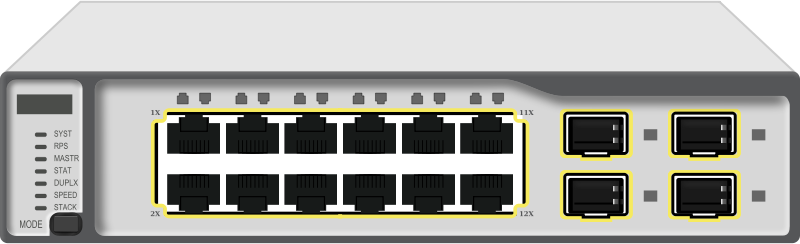 1X 11X
SYST
RPS
MASTR
STAT
DUPLX
SPEED
STACK
MODE
2X 12X